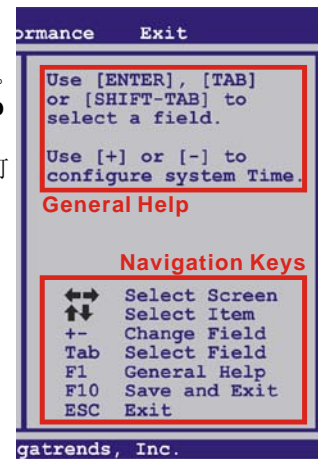 ormance Exit
Use [ENTER], [TAB]
or [SHIFT-TAB] to
select a field.
Use [+] or [-] to
configure system Time.
General Help
Navigation Keys
←→ Select Screen
↑↓ Select Item
+- Change Field
Tab Select Field
F1 General Help
F10 Save and Exit
ESC Exit
gatrends, Inc.